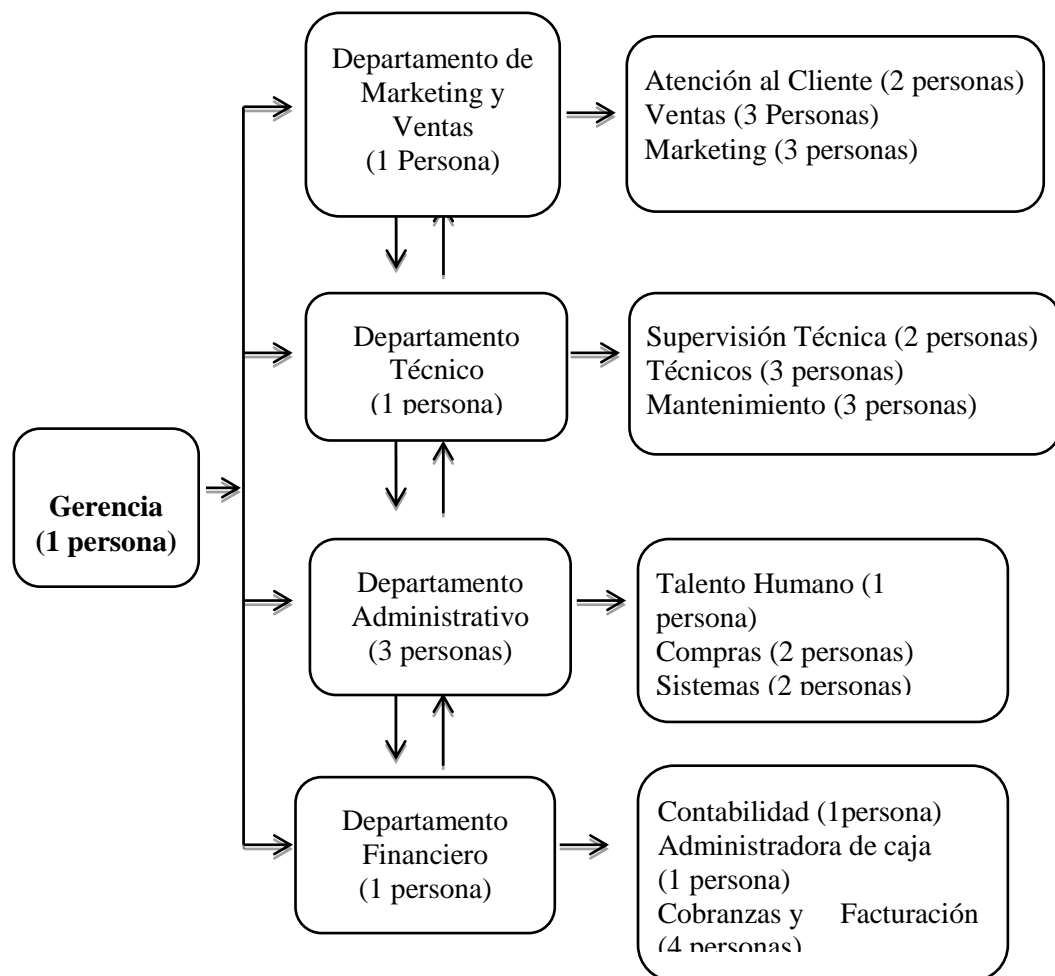 Departamento de
Marketing y
Ventas
(1 Persona)
Atención al Cliente (2 personas)
Ventas (3 Personas)
Marketing (3 personas)
Departamento
Técnico
(1 persona)
Supervisión Técnica (2 personas)
Técnicos (3 personas)
Mantenimiento (3 personas)
Gerencia
(1 persona)
Departamento
Administrativo
(3 personas)
Talento Humano (1
persona)
Compras (2 personas)
Sistemas (2 personas)
Departamento
Financiero
(1 persona)
Contabilidad (1persona)
Administradora de caja
(1 persona)
Cobranzas y Facturación
(4 personas)